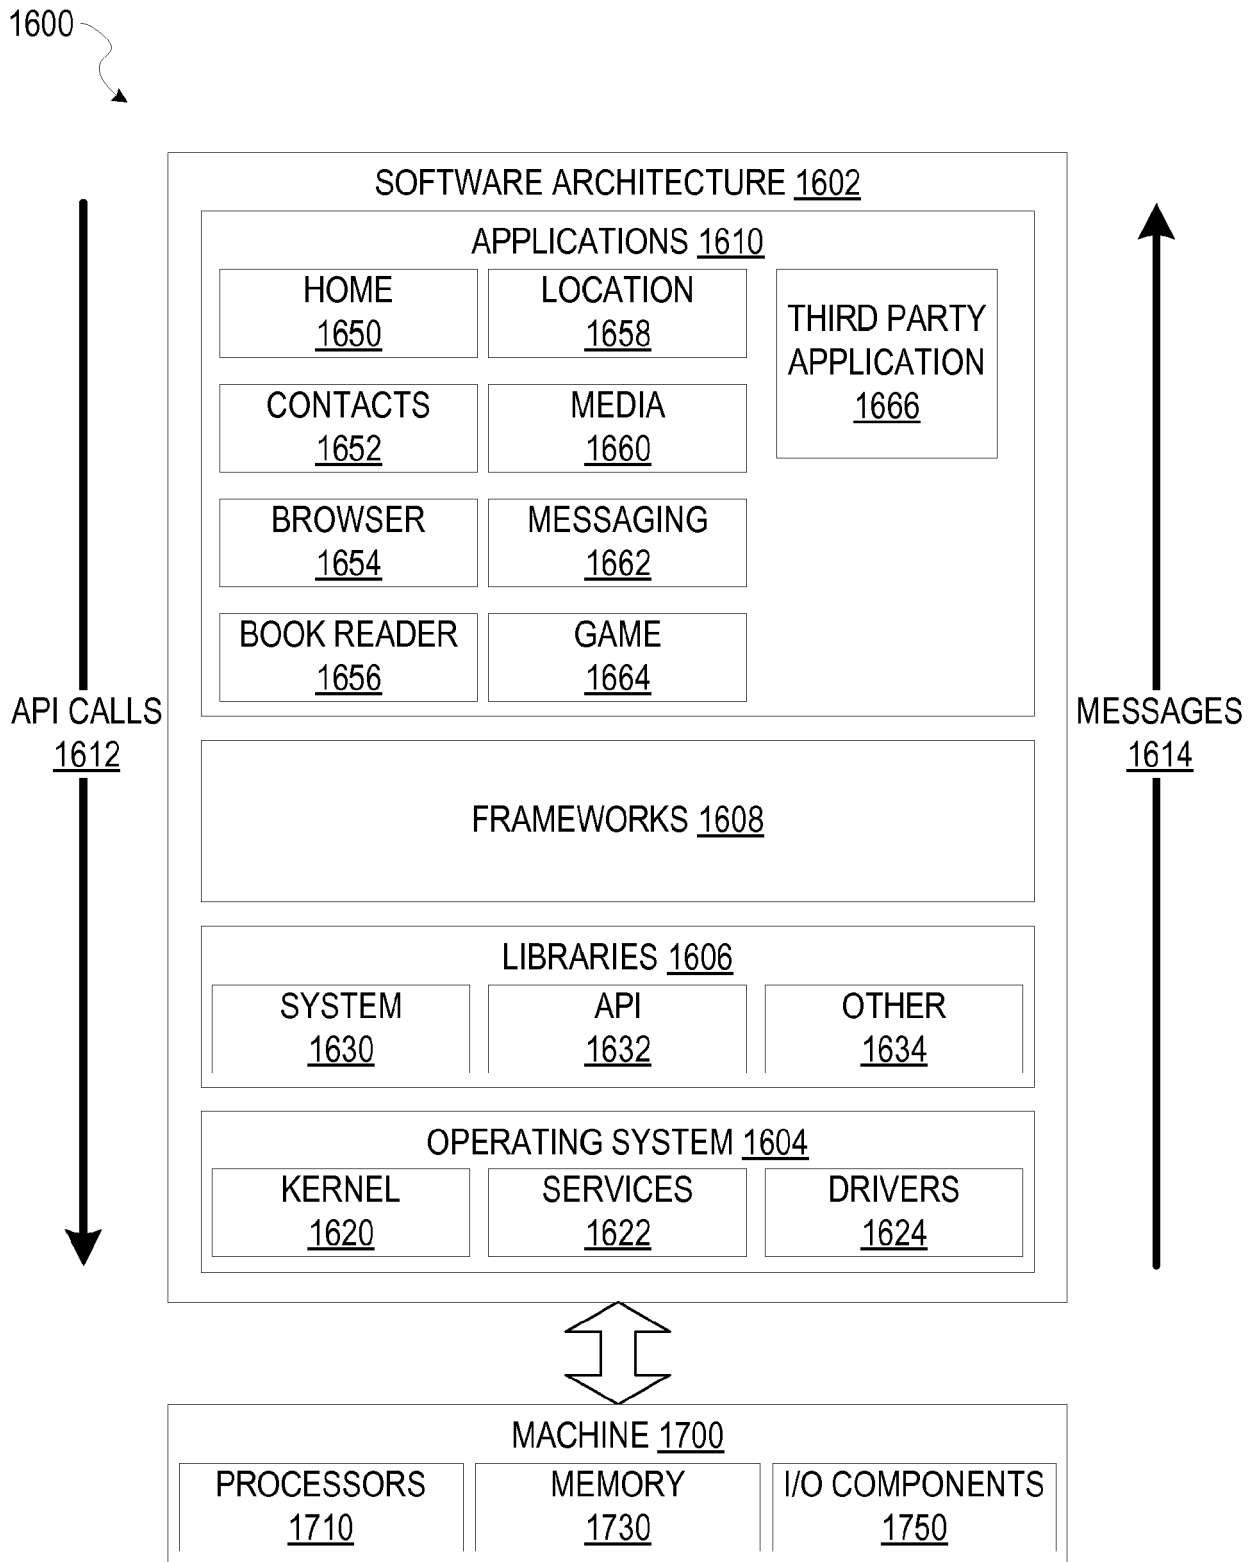 1600
SOFTWARE ARCHITECTURE 1602
APPLICATIONS 1610
HOME
1650
LOCATION
1658
THIRD PARTY
APPLICATION
1666
CONTACTS
1652
MEDIA
1660
BROWSER
1654
MESSAGING
1662
BOOK READER
1656
GAME
1664
API CALLS
1612
MESSAGES
1614
FRAMEWORKS 1608
LIBRARIES 1606
SYSTEM
1630
API
1632
OTHER
1634
OPERATING SYSTEM 1604
KERNEL
1620
SERVICES
1622
DRIVERS
1624
MACHINE 1700
PROCESSORS
1710
MEMORY
1730
I/O COMPONENTS
1750